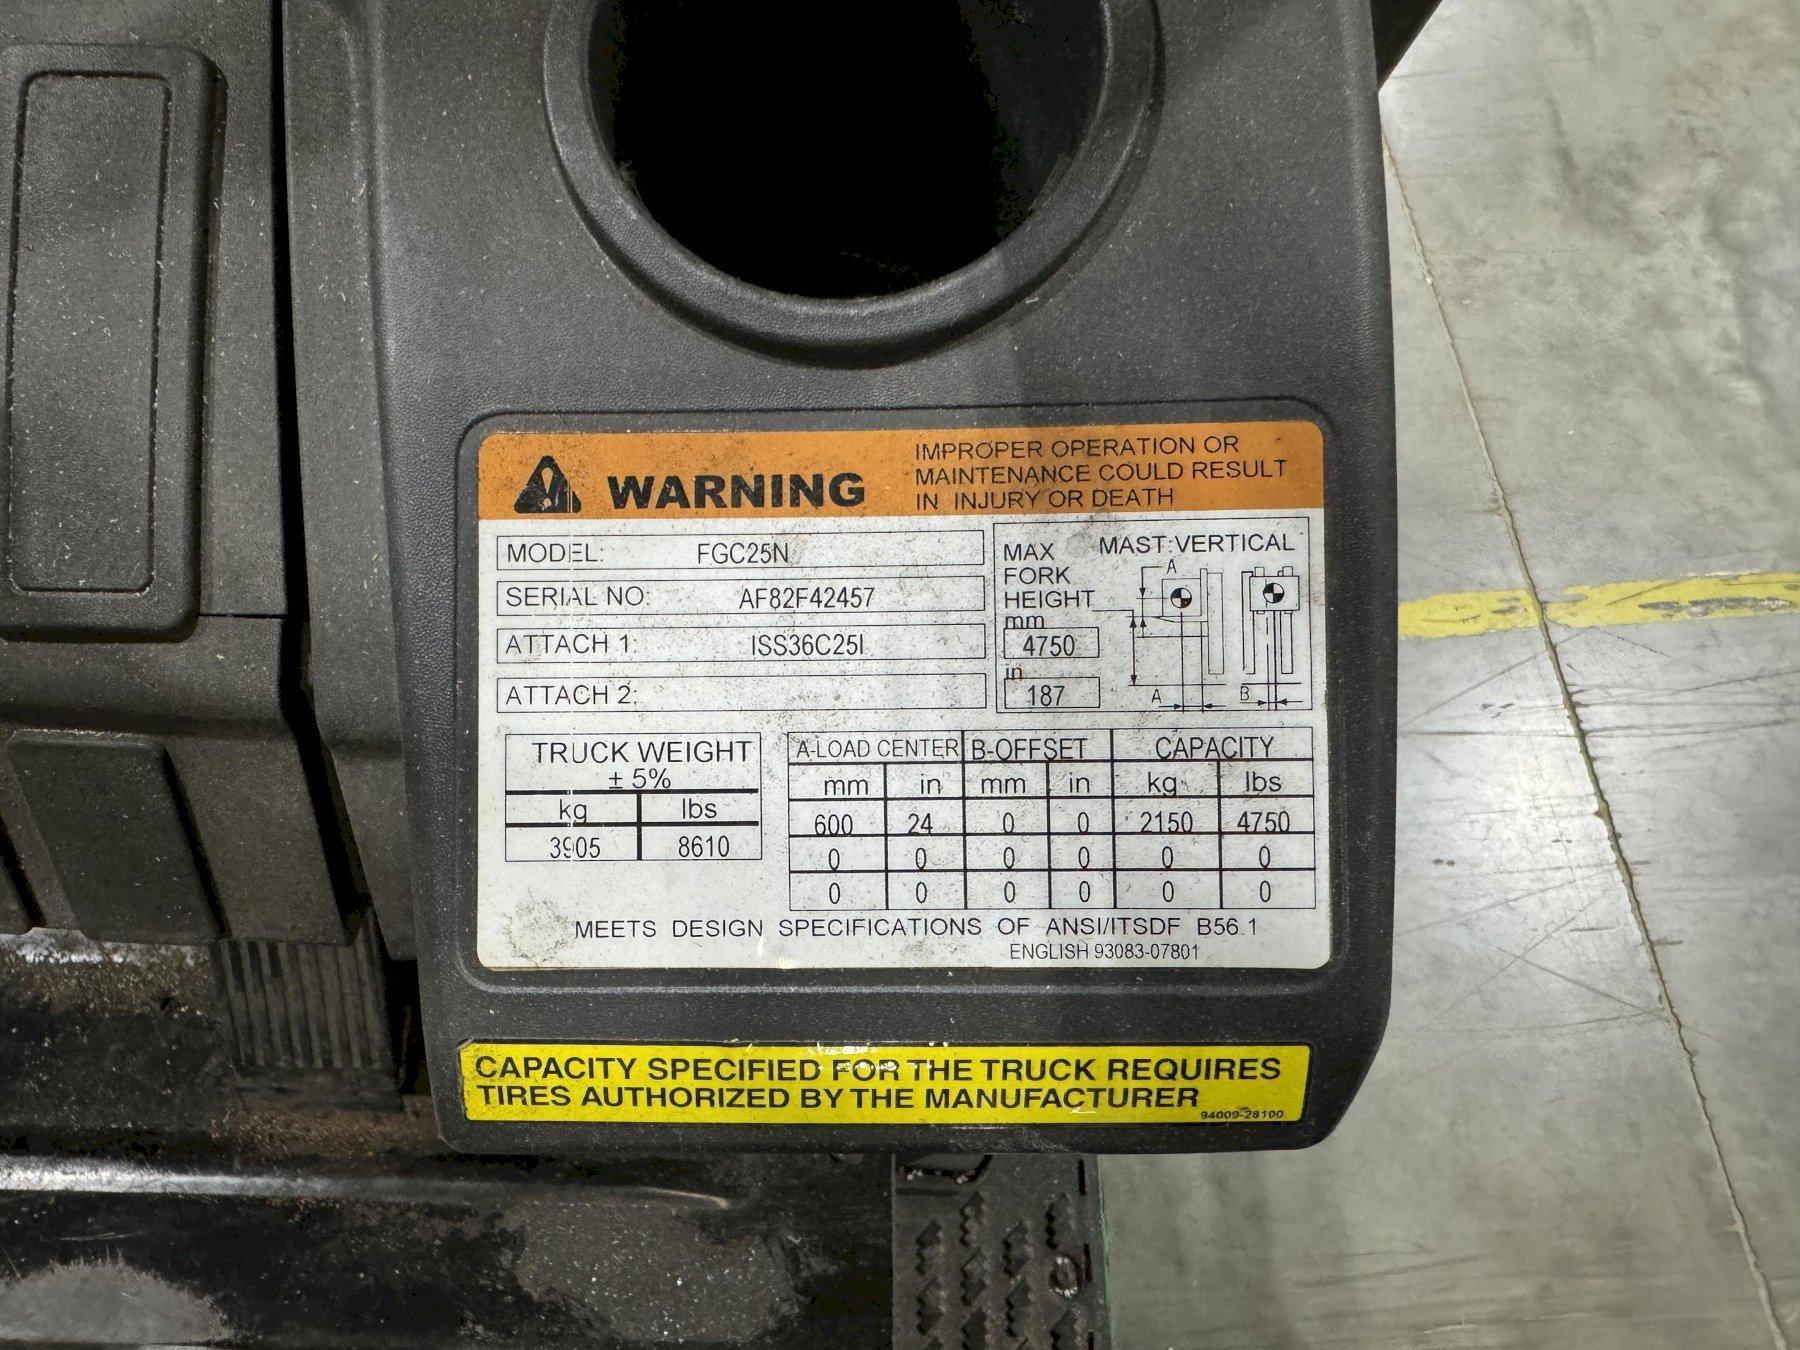 WARNING
IMPROPER OPERATION OR
MAINTENANCE COULD RESULT
IN INJURY OR DEATH
MODEL: FGC25N
SERIAL NO: AF82F42457
ATTACH 1: ISS36C25I
ATTACH 2:
MAX
FORK
HEIGHT
mm
4750
in
187
MAST:VERTICAL
A
A
B
TRUCK WEIGHT
± 5%
kg lbs
3905 8610
A-LOAD CENTER B-OFFSET CAPACITY
mm in mm in kg lbs
600 24 0 0 2150 4750
0 0 0 0 0 0
0 0 0 0 0 0
MEETS DESIGN SPECIFICATIONS OF ANSI/ITSDF B56.1
ENGLISH 93083-07801
CAPACITY SPECIFIED FOR THE TRUCK REQUIRES
TIRES AUTHORIZED BY THE MANUFACTURER
94009-28100